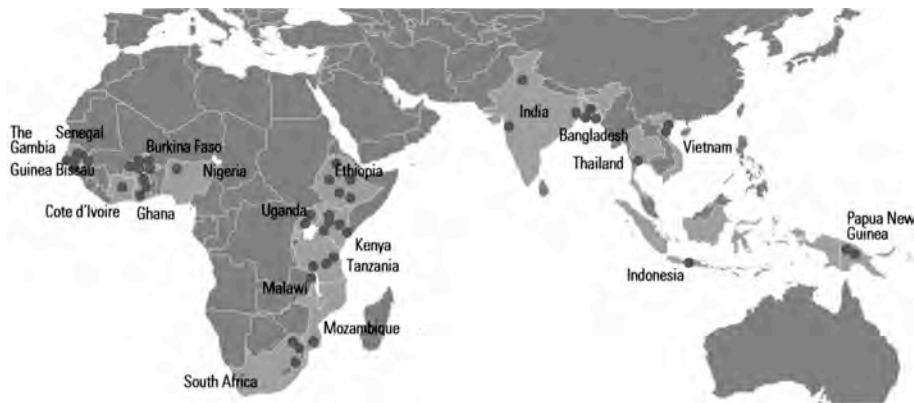 The Gambia
Senegal
Guinea Bissau
Burkina Faso
Nigeria
Cote d'Ivoire
Ghana
Ethiopia
Uganda
Kenya
Tanzania
Malawi
Mozambique
South Africa
India
Bangladesh
Thailand
Vietnam
Indonesia
Papua New
Guinea